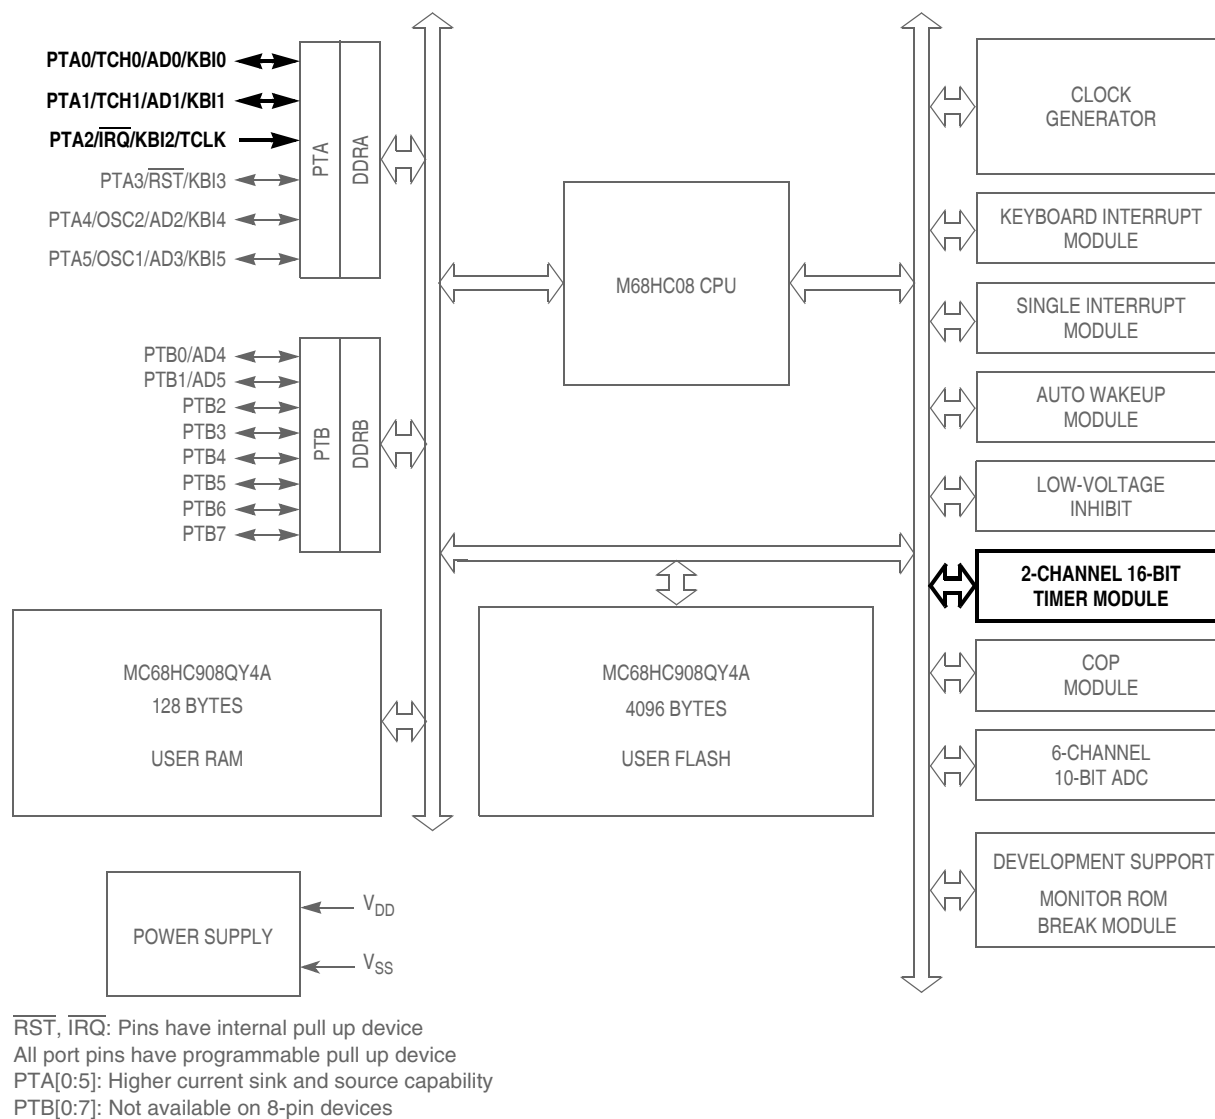 PTA0/TCH0/AD0/KBI0
PTA1/TCH1/AD1/KBI1
PTA2/IRQ/KBI2/TCLK
PTA3/RST/KBI3
PTA4/OSC2/AD2/KBI4
PTA5/OSC1/AD3/KBI5
PTA
DDRA
PTB0/AD4
PTB1/AD5
PTB2
PTB3
PTB4
PTB5
PTB6
PTB7
PTB
DDRB
M68HC08 CPU
CLOCK
GENERATOR
KEYBOARD INTERRUPT
MODULE
SINGLE INTERRUPT
MODULE
AUTO WAKEUP
MODULE
LOW-VOLTAGE
INHIBIT
2-CHANNEL 16-BIT
TIMER MODULE
COP
MODULE
6-CHANNEL
10-BIT ADC
DEVELOPMENT SUPPORT
MONITOR ROM
BREAK MODULE
MC68HC908QY4A
128 BYTES
USER RAM
MC68HC908QY4A
4096 BYTES
USER FLASH
POWER SUPPLY
VDD
VSS
RST, IRQ: Pins have internal pull up device
All port pins have programmable pull up device
PTA[0:5]: Higher current sink and source capability
PTB[0:7]: Not available on 8-pin devices